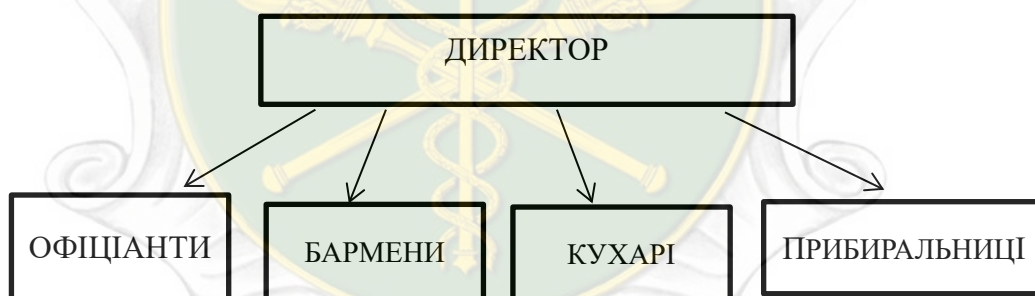 ДИРЕКТОР
ОФІЦІАНТИ
БАРМЕНИ
КУХАРІ
ПРИБИРАЛЬНИЦІ